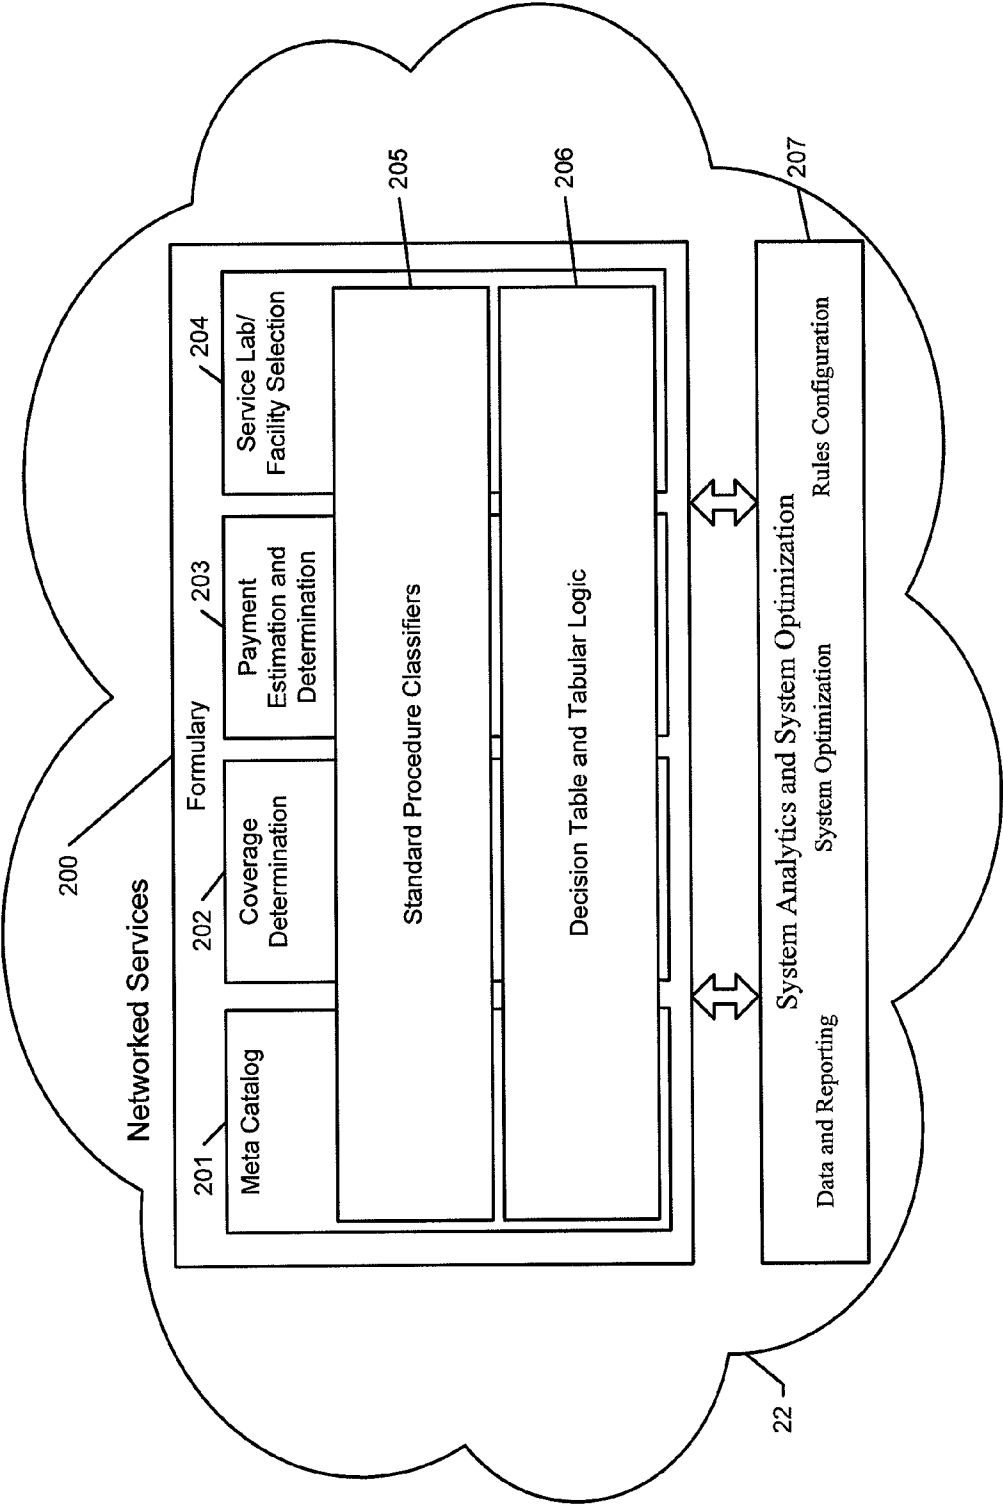 Networked Services
200
Formulary
201
202
203
204
Meta Catalog
Coverage
Determination
Payment
Estimation and
Determination
Service Lab/
Facility Selection
205
Standard Procedure Classifiers
206
Decision Table and Tabular Logic
207
System Analytics and System Optimization
Data and Reporting
System Optimization
Rules Configuration
22